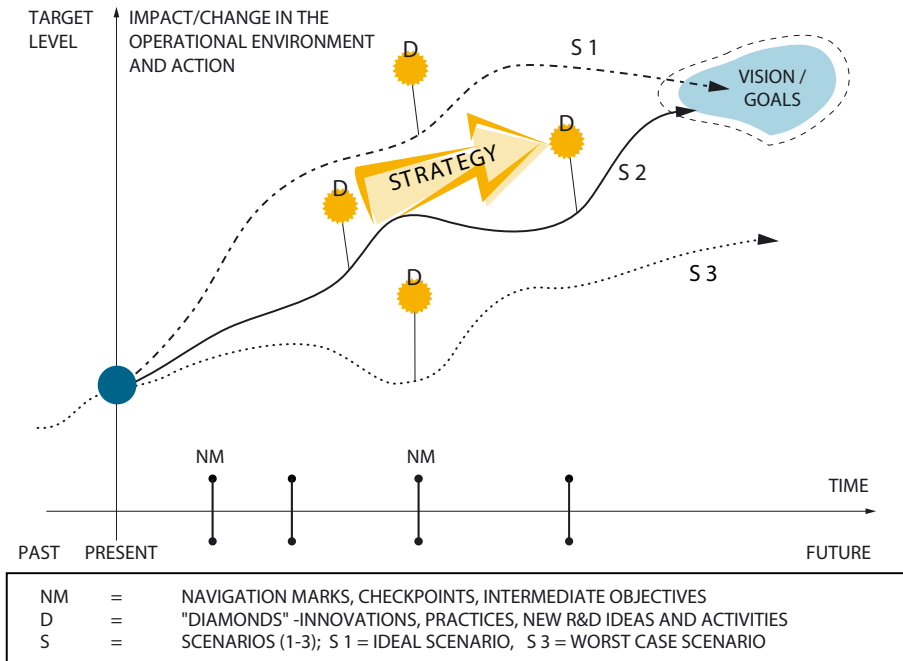 TARGET
LEVEL
IMPACT/CHANGE IN THE
OPERATIONAL ENVIRONMENT
AND ACTION
D
S 1
VISION /
GOALS
D
STRATEGY
D
S 2
D
S 3
NM
NM
TIME
PAST
PRESENT
FUTURE
NM = NAVIGATION MARKS, CHECKPOINTS, INTERMEDIATE OBJECTIVES
D = "DIAMONDS" -INNOVATIONS, PRACTICES, NEW R&D IDEAS AND ACTIVITIES
S = SCENARIOS (1-3); S 1 = IDEAL SCENARIO, S 3 = WORST CASE SCENARIO